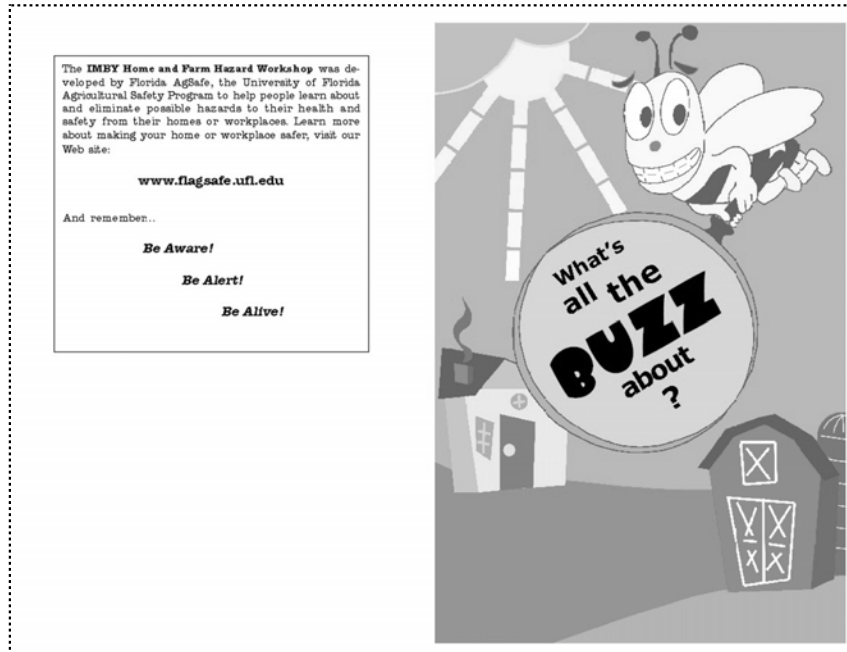 The IMBY Home and Farm Hazard Workshop was de-
veloped by Florida AgSafe, the University of Florida
Agricultural Safety Program to help people learn about
and eliminate possible hazards to their health and
safety from their homes or workplaces. Learn more
about making your home or workplace safer, visit our
Web site:
www.flagsafe.ufl.edu
And remember...
Be Aware!
Be Alert!
Be Alive!
What's
all the
BUZZ
about
?